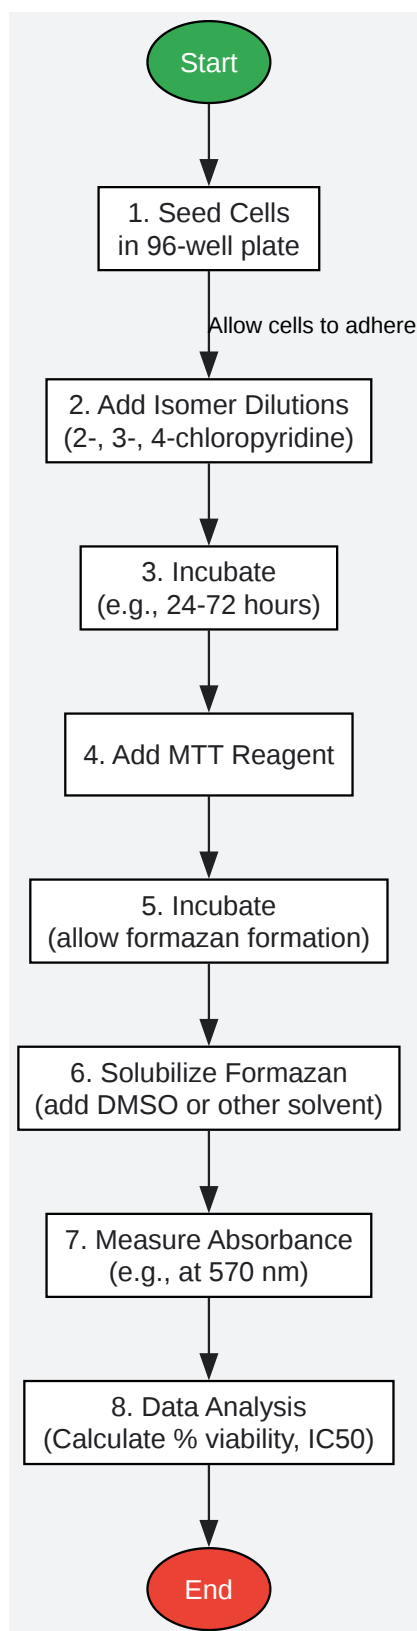 Start
1. Seed Cells
in 96-well plate
Allow cells to adhere
2. Add Isomer Dilutions
(2-, 3-, 4-chloropyridine)
3. Incubate
(e.g., 24-72 hours)
4. Add MTT Reagent
5. Incubate
(allow formazan formation)
6. Solubilize Formazan
(add DMSO or other solvent)
7. Measure Absorbance
(e.g., at 570 nm)
8. Data Analysis
(Calculate % viability, IC50)
End